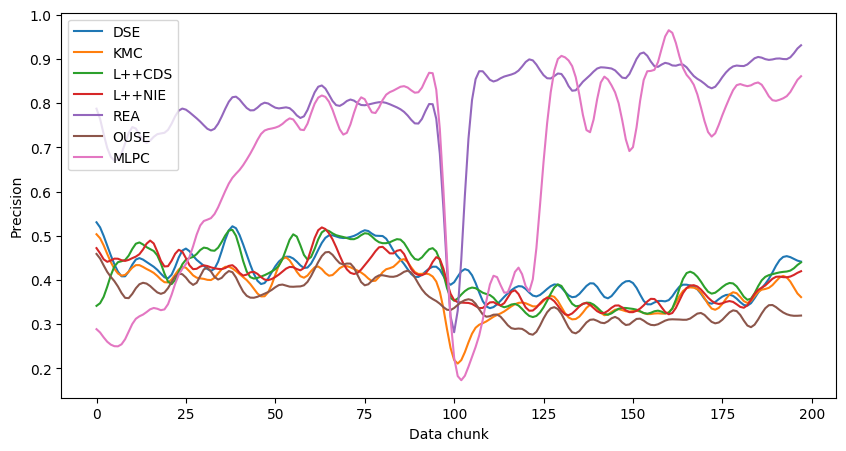 1.0
0.9
0.8
0.7
0.6
0.5
0.4
0.3
0.2
Precision
DSE
KMC
L++CDS
L++NIE
REA
OUSE
MLPC
0 25 50 75 100 125 150 175 200
Data chunk